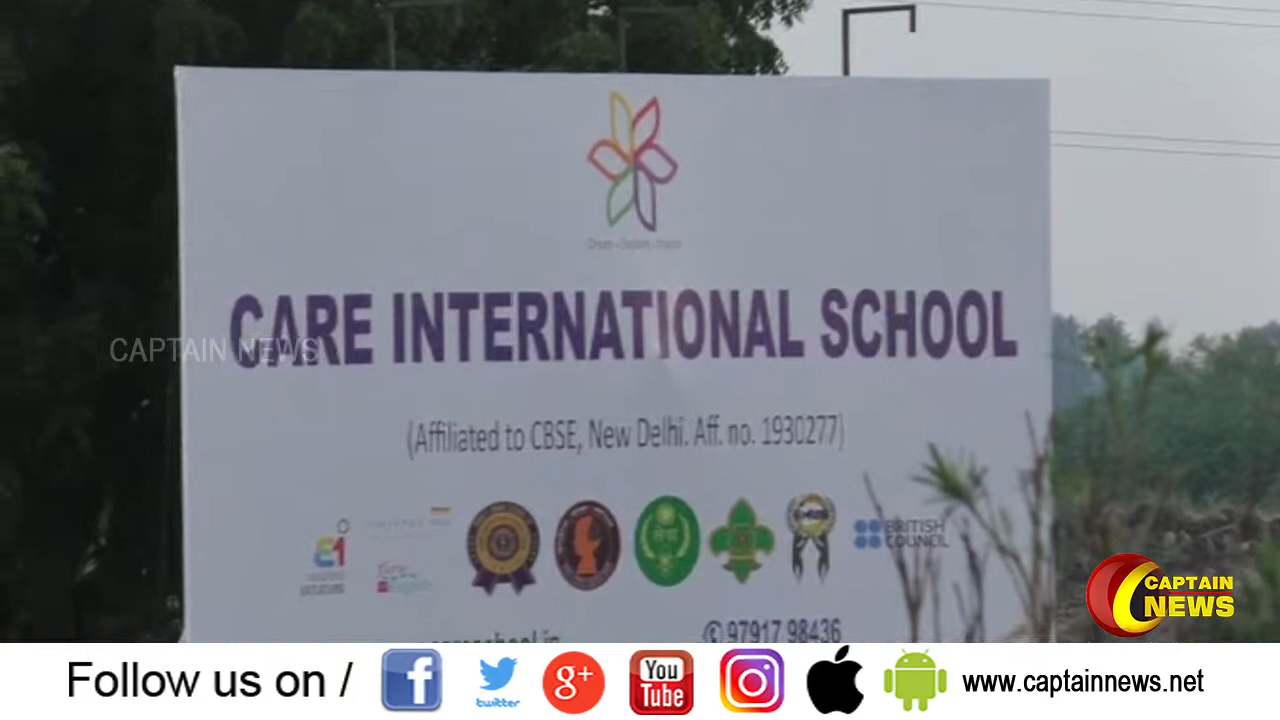 CARE INTERNATIONAL SCHOOL
CAPTAIN NEWS
(Affiliated to CBSE, New Delhi. Aff. no. 1930277)
BRITISH
COUNCIL
97917 98436
CAPTAIN
NEWS
Follow us on /
twitter
g+
You
Tube
www.captainnews.net